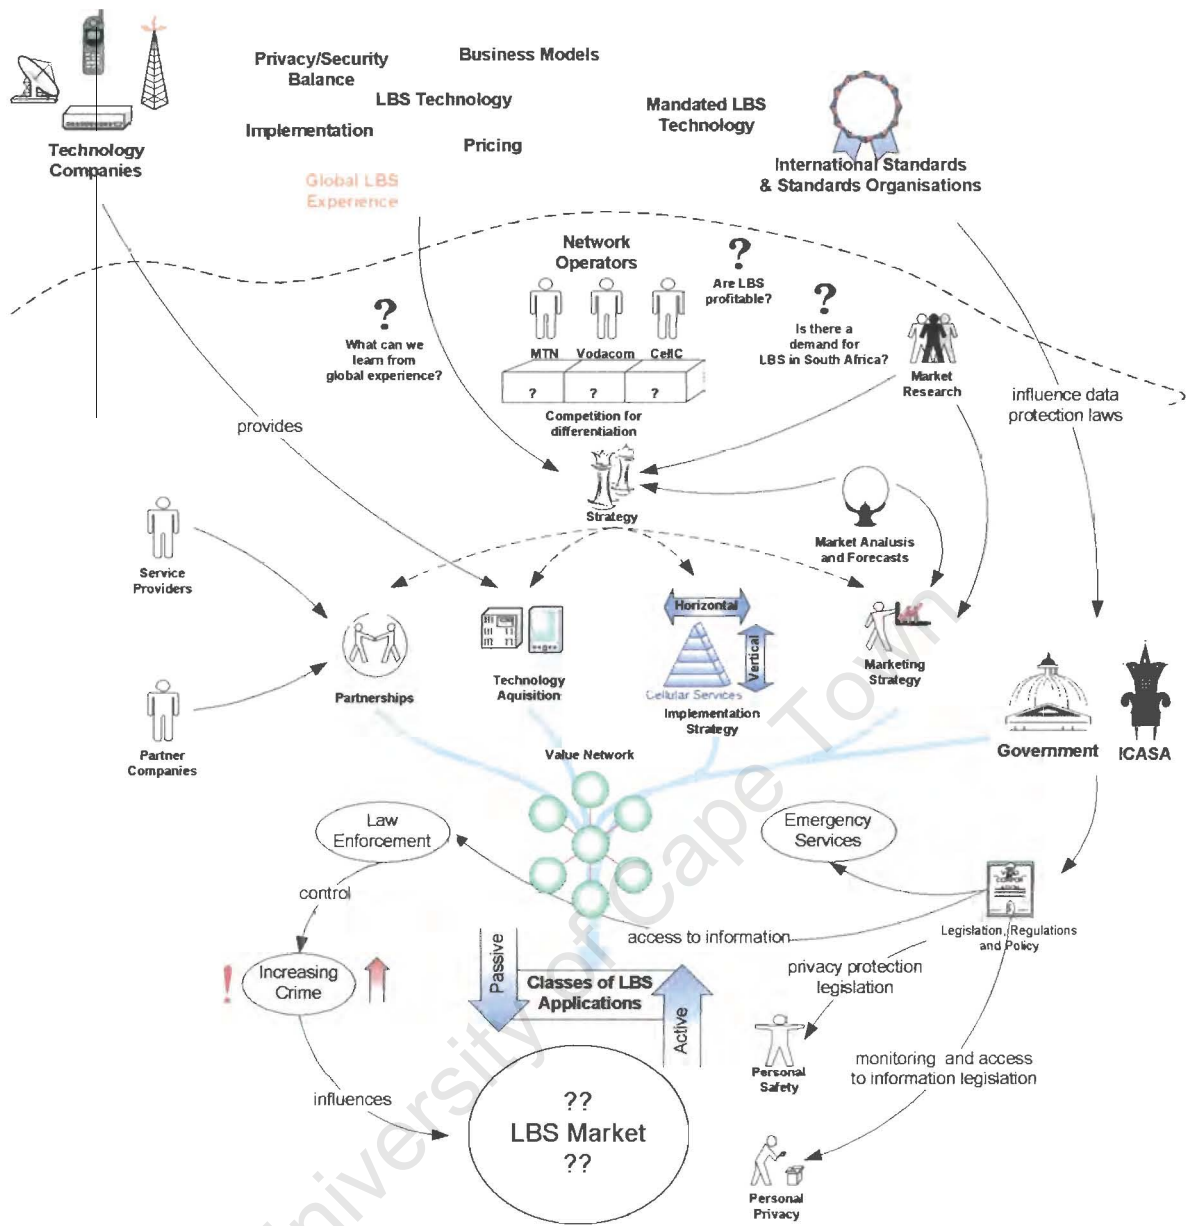 Privacy/Security
Balance
Business Models
LBS Technology
Implementation
Pricing
Mandated LBS
Technology
Technology
Companies
International Standards
& Standards Organisations
Global LBS
Experience
Network
Operators
?
Are LBS
profitable?
?
What can we
learn from
global experience?
?
Is there a
demand for
LBS in South Africa?
MTN
Vodacom
CellC
?
?
?
Competition for
differentiation
Market
Research
influence data
protection laws
provides
Strategy
Market Analysis
and Forecasts
Service
Providers
Partnerships
Technology
Aquisition
Horizontal
Vertical
Cellular Services
Implementation
Strategy
Marketing
Strategy
Partner
Companies
Government
ICASA
Value Network
Law
Enforcement
Emergency
Services
control
access to information
Legislation, Regulations
and Policy
!
Increasing
Crime
Passive
Classes of LBS
Applications
Active
privacy protection
legislation
Personal
Safety
monitoring and access
to information legislation
influences
??
LBS Market
??
Personal
Privacy
University of Cape Town